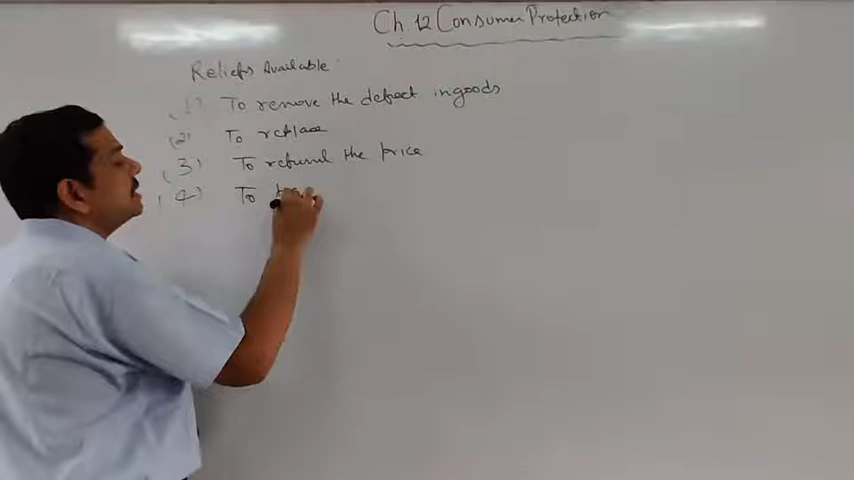 Ch. 12 Consumer Protection
Reliefs Available
(1) To remove the defect in goods
(2) To replace
(3) To refund the price
(4) To